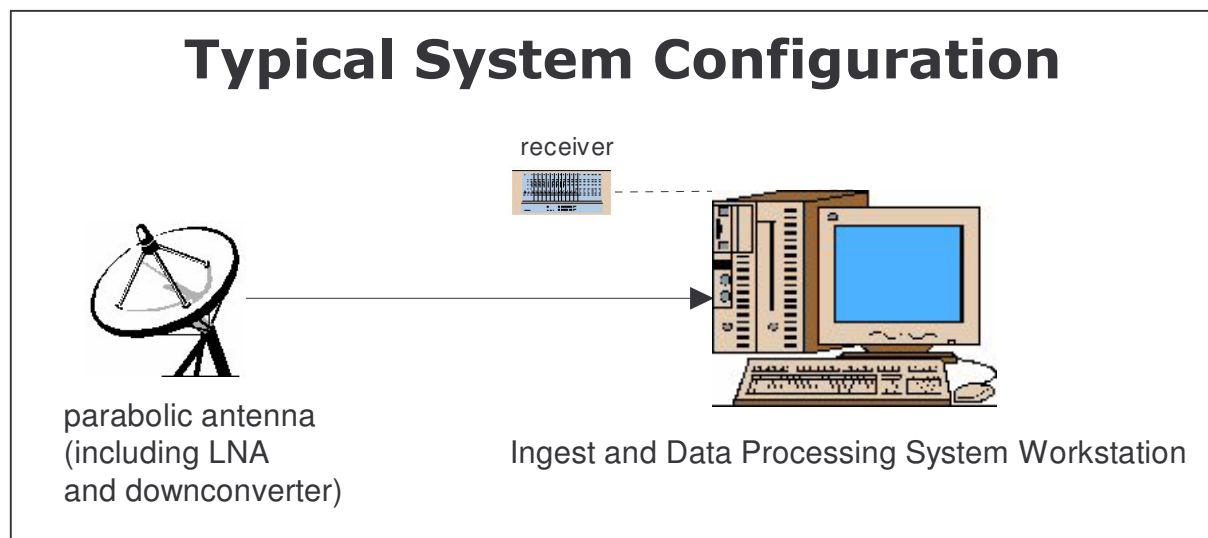 Typical System Configuration
receiver
parabolic antenna
(including LNA
and downconverter)
Ingest and Data Processing System Workstation